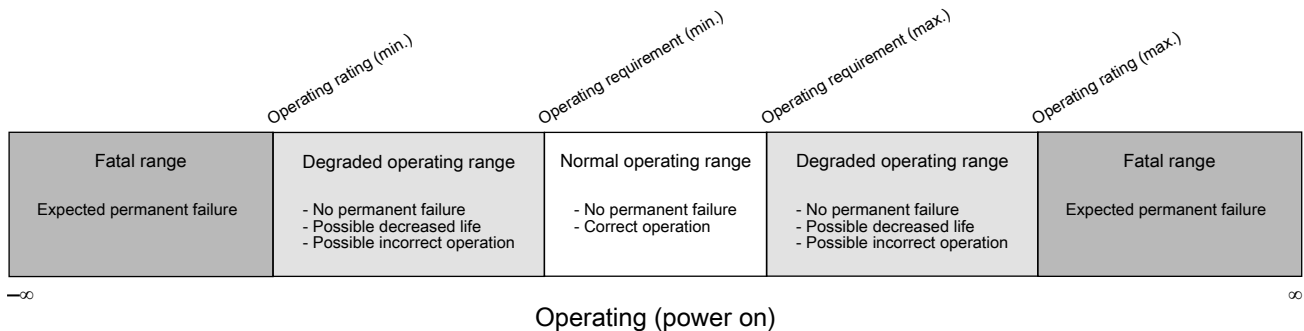 Operating rating (min.)
Operating requirement (min.)
Operating requirement (max.)
Operating rating (max.)
Fatal range
Expected permanent failure
Degraded operating range
- No permanent failure
- Possible decreased life
- Possible incorrect operation
Normal operating range
- No permanent failure
- Correct operation
Degraded operating range
- No permanent failure
- Possible decreased life
- Possible incorrect operation
Fatal range
Expected permanent failure
–∞
∞
Operating (power on)